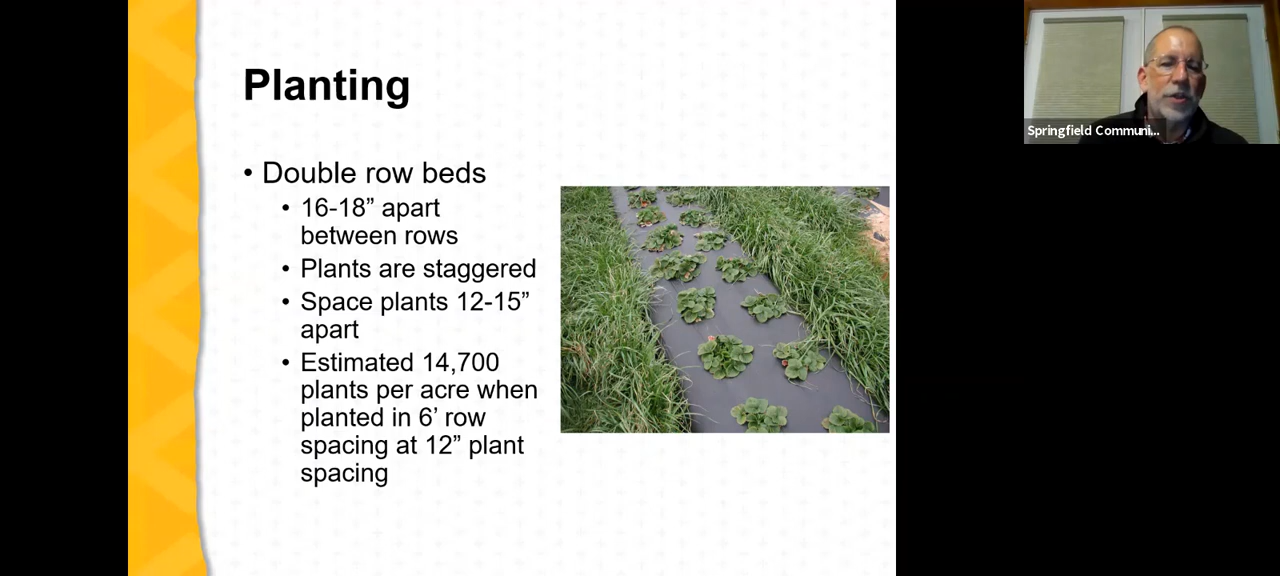 Planting
• Double row beds
• 16-18” apart
between rows
• Plants are staggered
• Space plants 12-15”
apart
• Estimated 14,700
plants per acre when
planted in 6’ row
spacing at 12” plant
spacing
Springfield Communi...